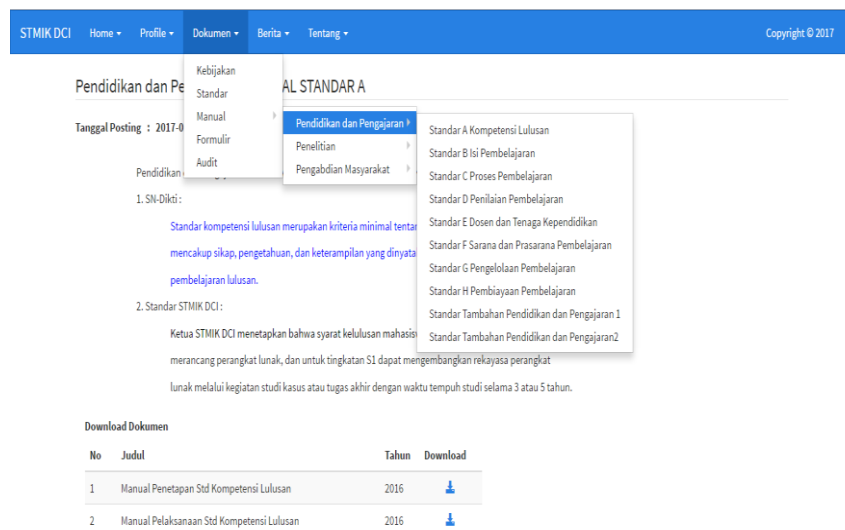 STMIK DCI Home Profile Dokumen Berita Tentang Copyright © 2017
Kebijakan
Standar
Manual
Formulir
Audit
Pendidikan dan Pengajaran
Penelitian
Pengabdian Masyarakat
Standar A Kompetensi Lulusan
Standar B Isi Pembelajaran
Standar C Proses Pembelajaran
Standar D Penilaian Pembelajaran
Standar E Dosen dan Tenaga Kependidikan
Standar F Sarana dan Prasarana Pembelajaran
Standar G Pengelolaan Pembelajaran
Standar H Pembiayaan Pembelajaran
Standar Tambahan Pendidikan dan Pengajaran 1
Standar Tambahan Pendidikan dan Pengajaran2
Pendidikan dan Pe AL STANDAR A
Tanggal Posting : 2017-0
Pendidikan
1. SN-Dikti :
Standar kompetensi lulusan merupakan kriteria minimal tentan
mencakup sikap, pengetahuan, dan keterampilan yang dinyata
pembelajaran lulusan.
2. Standar STMIK DCI :
Ketua STMIK DCI menetapkan bahwa syarat kelulusan mahasisw
merancang perangkat lunak, dan untuk tingkatan S1 dapat mengembangkan rekayasa perangkat
lunak melalui kegiatan studi kasus atau tugas akhir dengan waktu tempuh studi selama 3 atau 5 tahun.
Download Dokumen
No Judul Tahun Download
1 Manual Penetapan Std Kompetensi Lulusan 2016
2 Manual Pelaksanaan Std Kompetensi Lulusan 2016